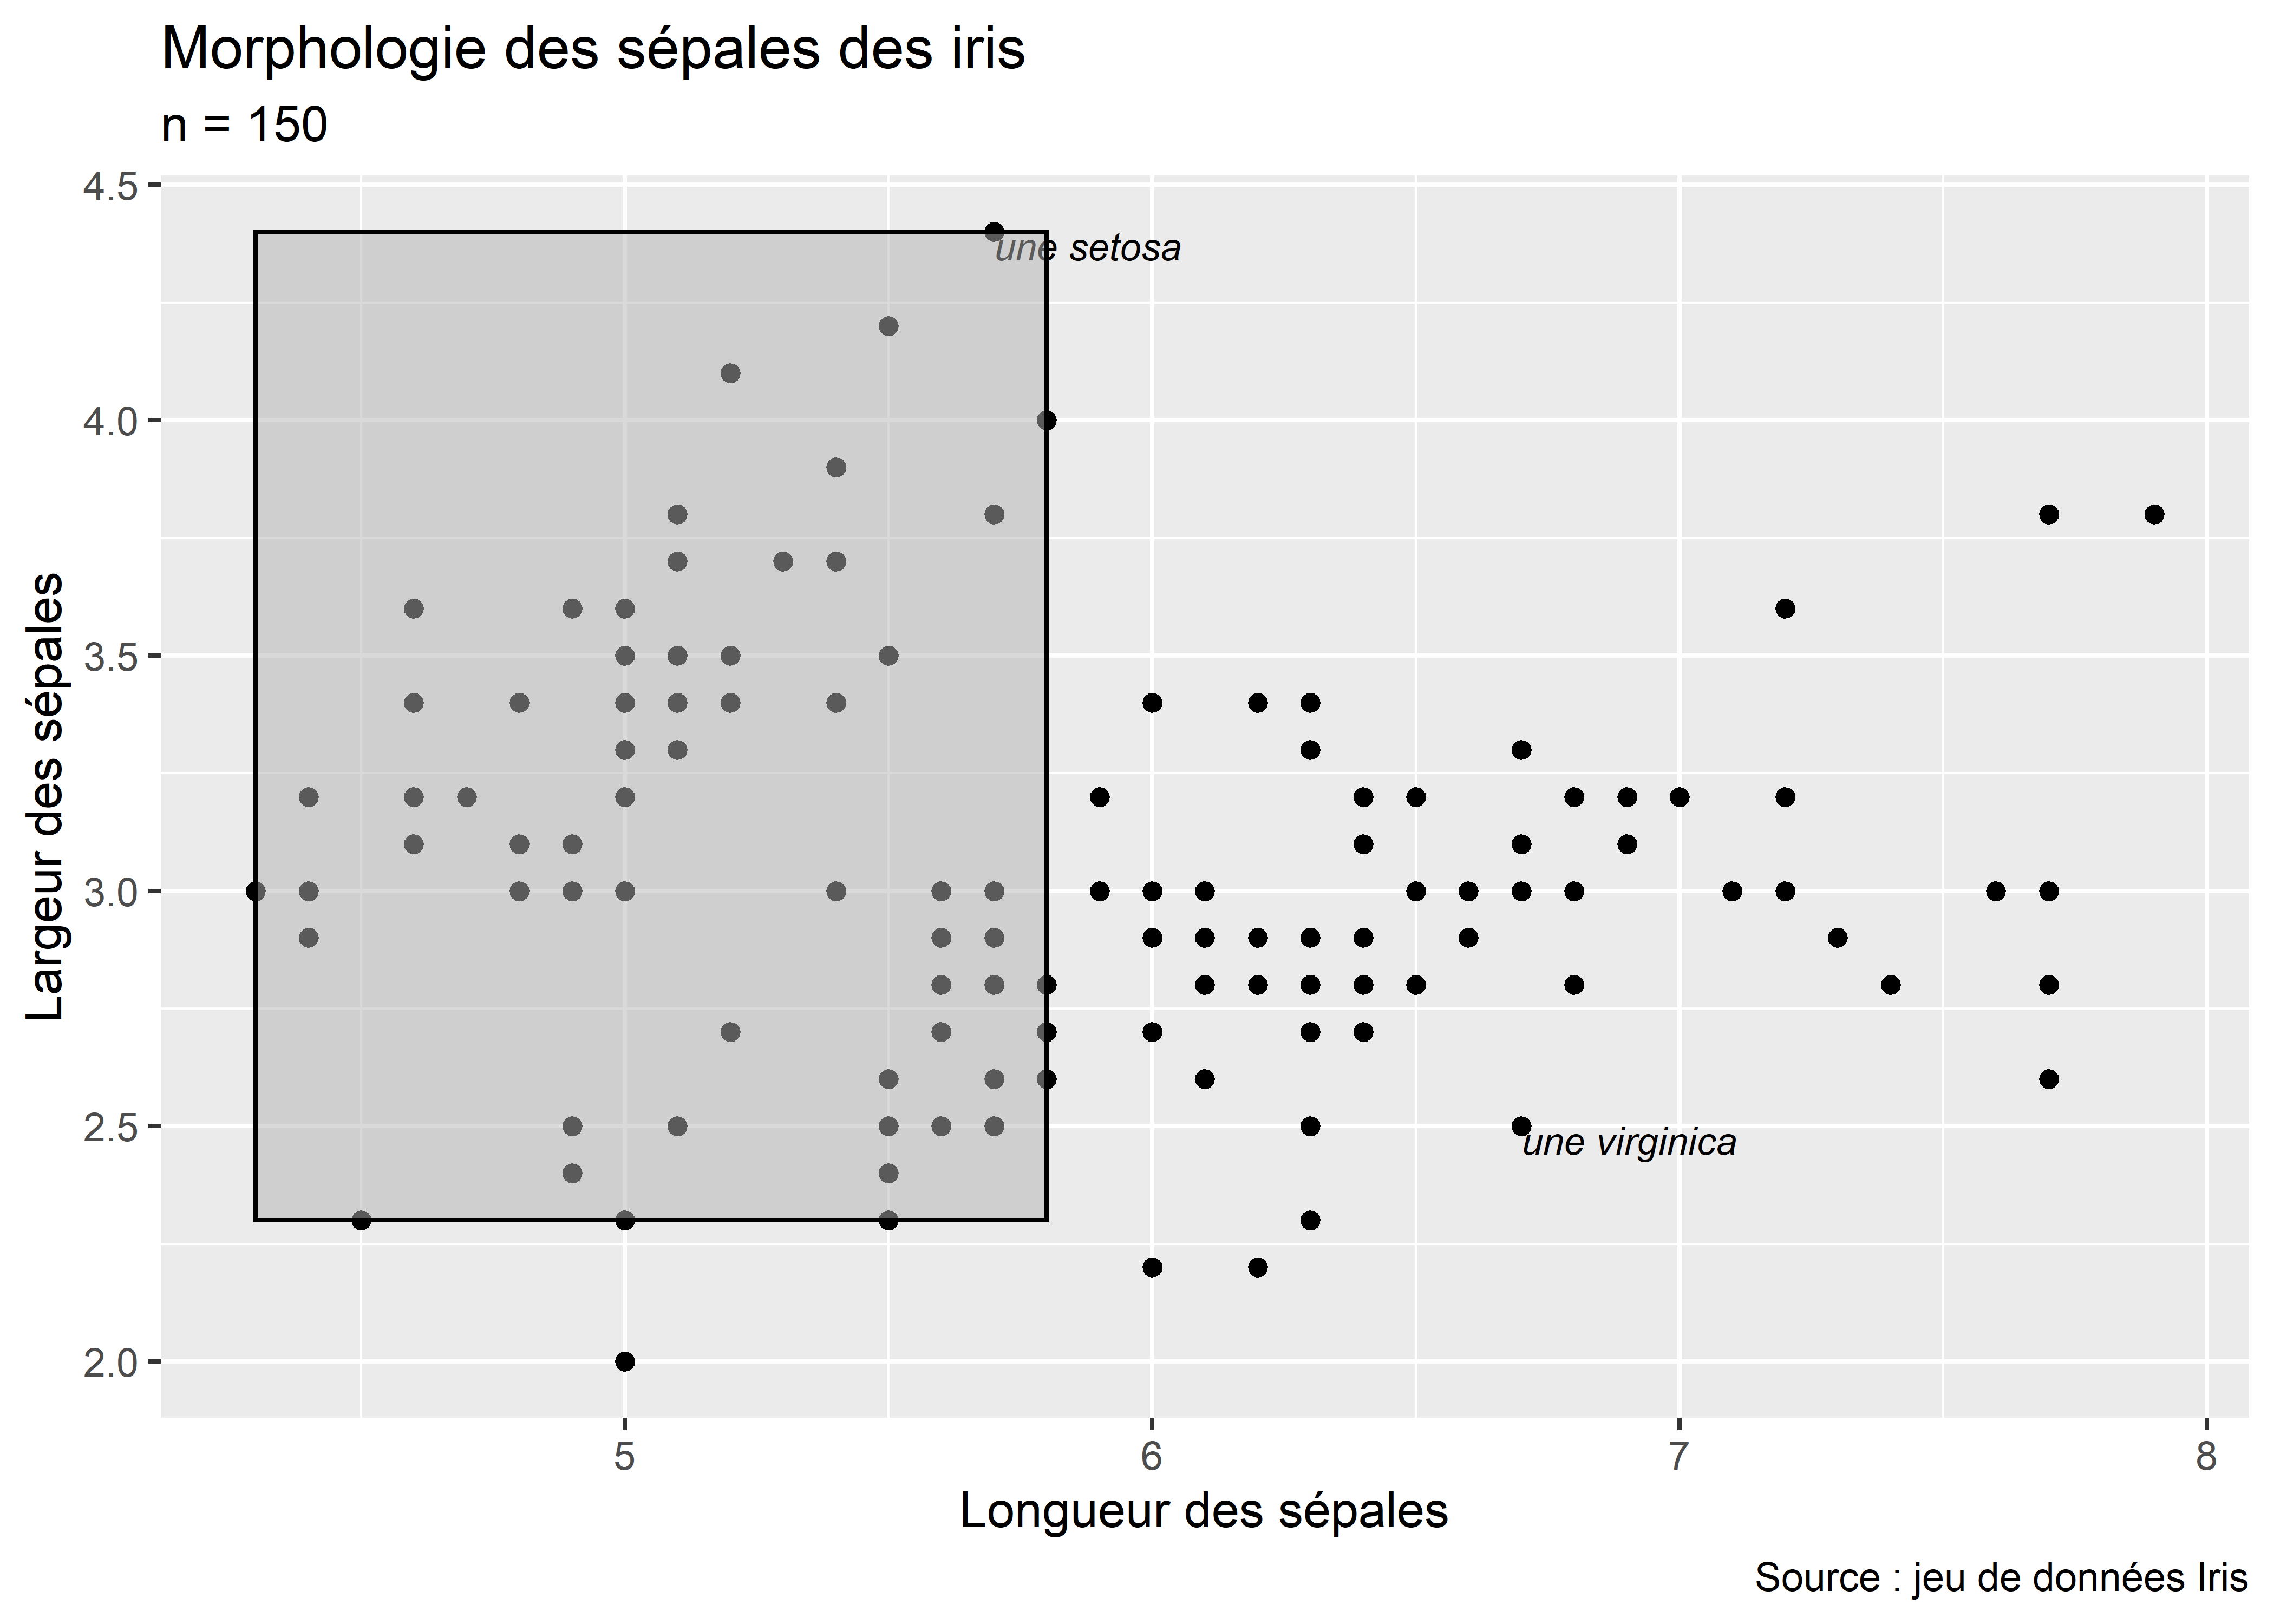 Morphologie des sépales des iris
n = 150
4.5
4.0
3.5
3.0
2.5
2.0
Largeur des sépales
une setosa
une virginica
5
6
7
8
Longueur des sépales
Source : jeu de données Iris